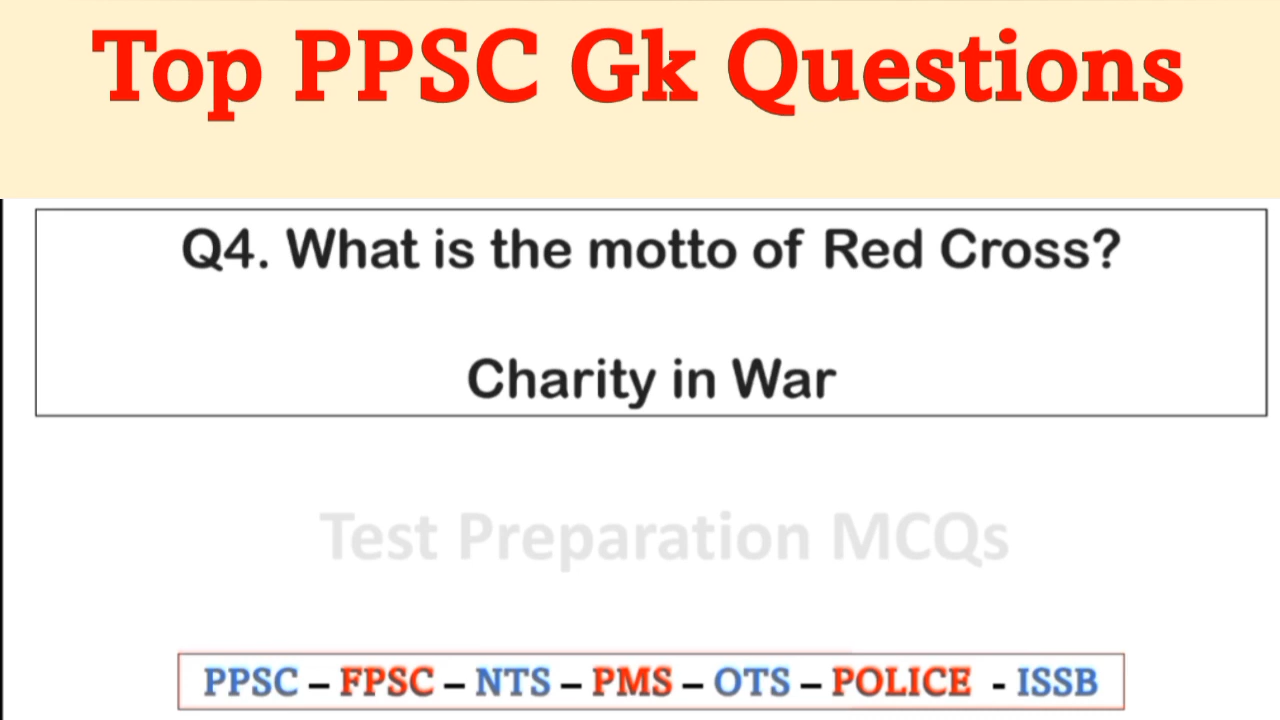 Top PPSC Gk Questions
Q4. What is the motto of Red Cross?
Charity in War
Test Preparation MCQs
PPSC – FPSC – NTS – PMS – OTS – POLICE - ISSB